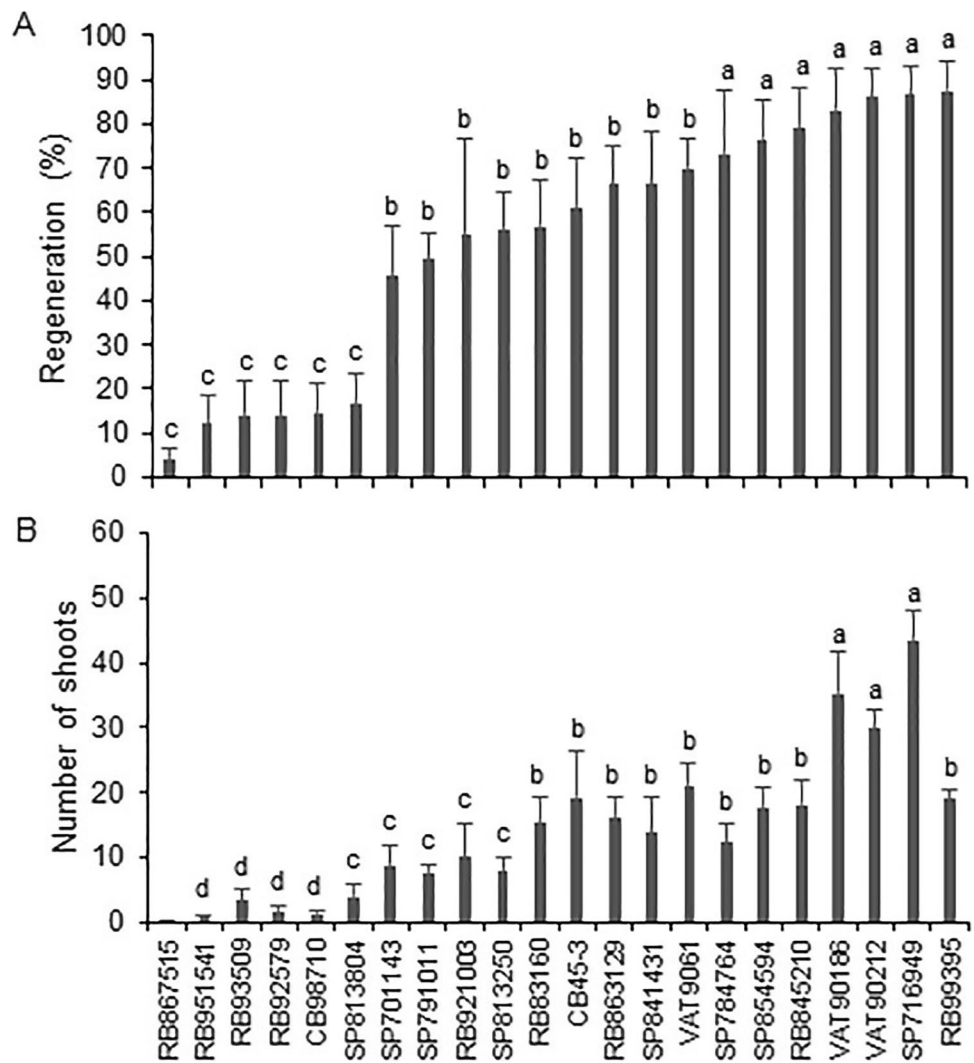 A
Regeneration (%)
100
90
80
70
60
50
40
30
20
10
0
c c c c c c b b b b b b b b b a a a a a a a
B
Number of shoots
60
50
40
30
20
10
0
d d d d c c c c c b b b b b b b b a a a b
RB867515
RB951541
RB93509
RB92579
CB98710
SP813804
SP701143
SP791011
RB921003
SP813250
RB83160
CB45-3
RB863129
SP841431
VAT9061
SP784764
SP854594
RB845210
VAT90186
VAT90212
SP716949
RB99395